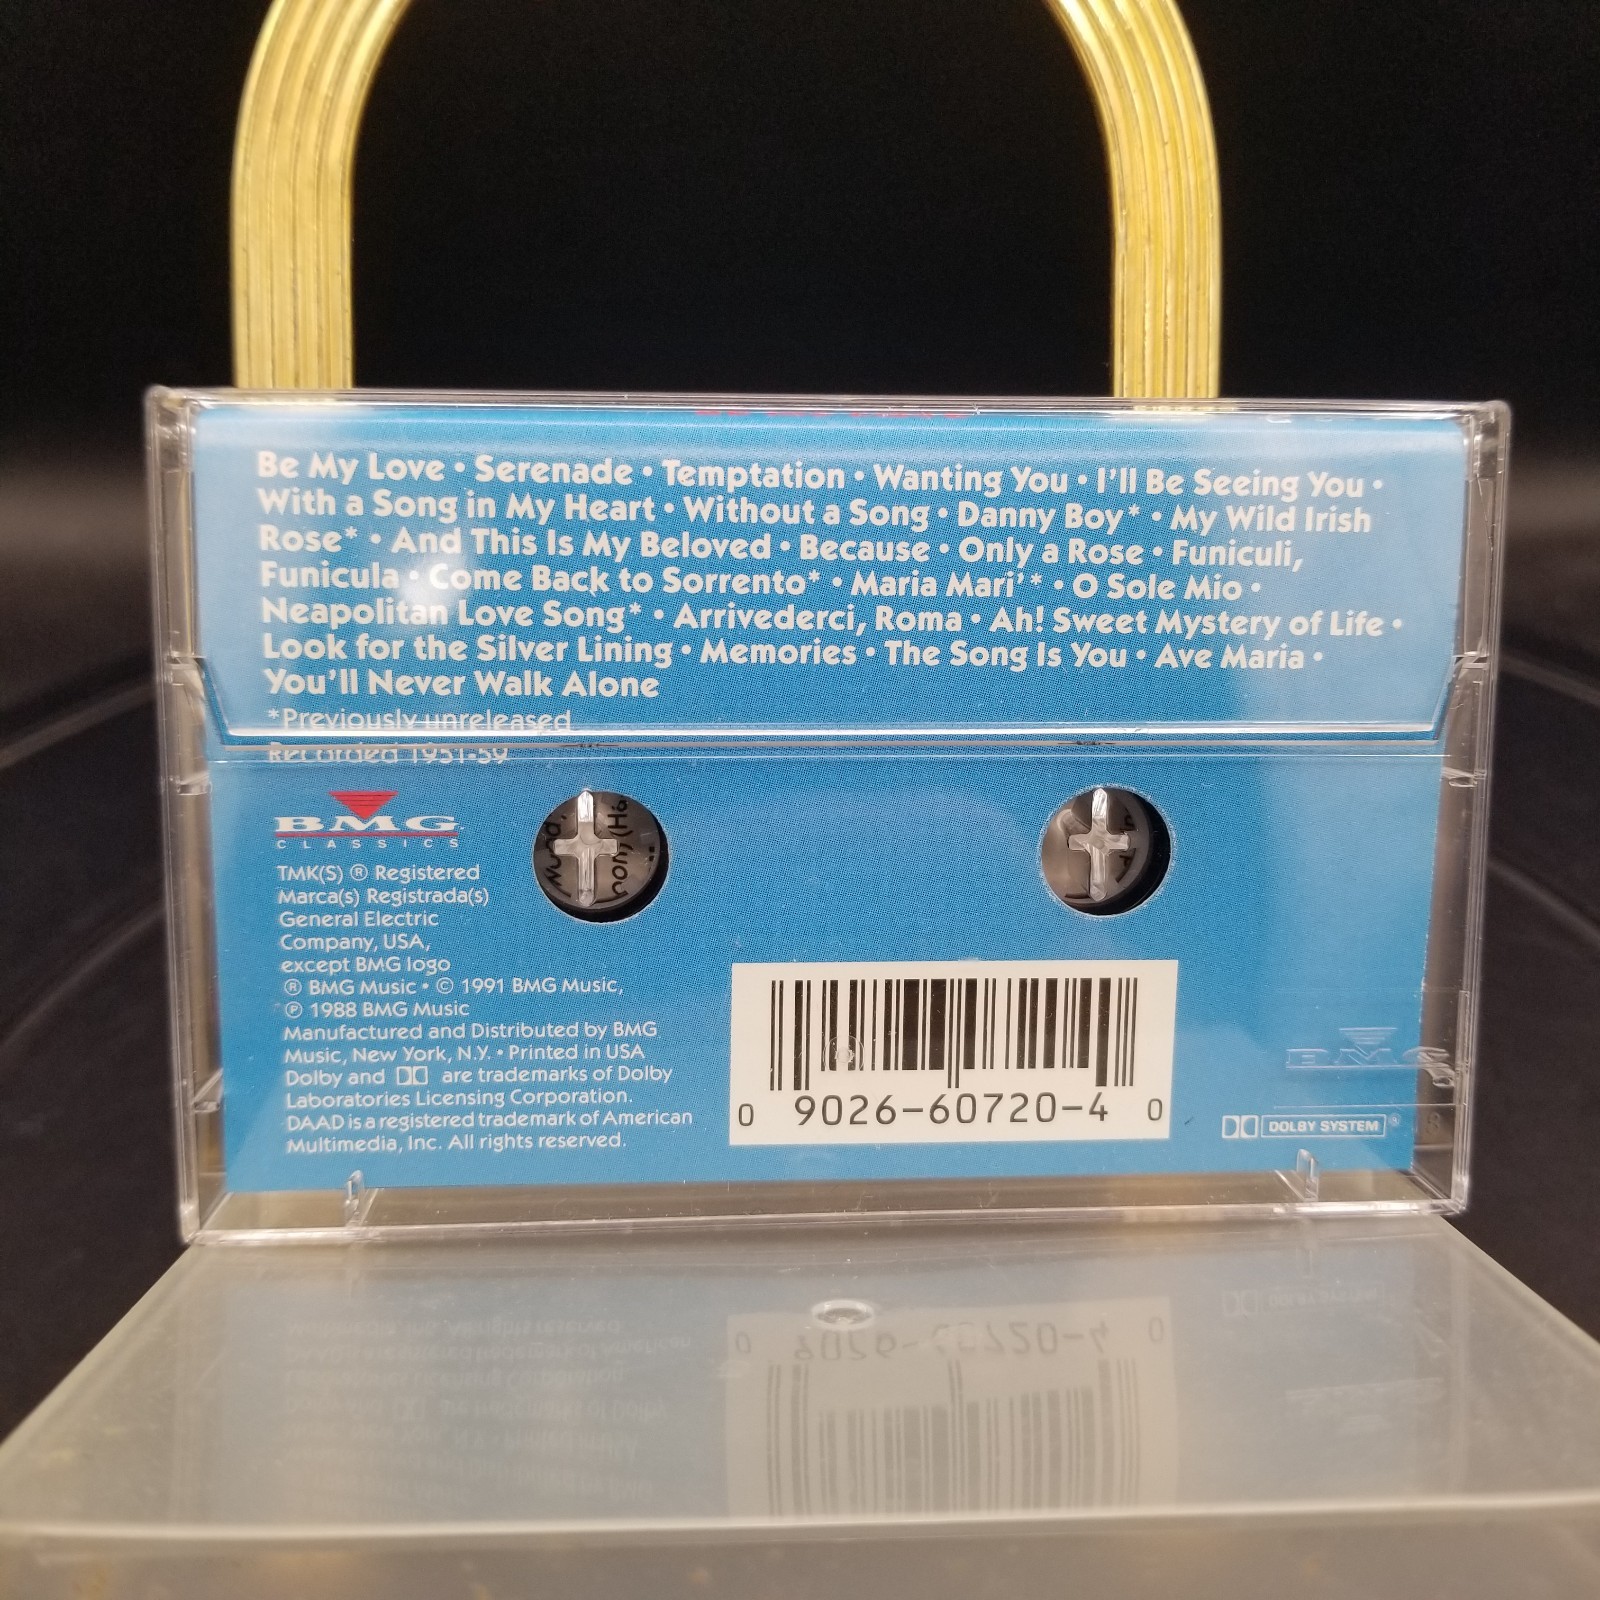 Be My Love • Serenade • Temptation • Wanting You • I'll Be Seeing You •
With a Song in My Heart • Without a Song • Danny Boy* • My Wild Irish
Rose* • And This Is My Beloved • Because • Only a Rose • Funiculi,
Funicula • Come Back to Sorrento* • Maria Mari'* • O Sole Mio •
Neapolitan Love Song* • Arrivederci, Roma • Ah! Sweet Mystery of Life •
Look for the Silver Lining • Memories • The Song Is You • Ave Maria •
You'll Never Walk Alone
*Previously unreleased
Recorded 1951-59
BMG
CLASSICS
TMK(S) ® Registered
Marca(s) Registrada(s)
General Electric
Company, USA,
except BMG logo
® BMG Music • © 1991 BMG Music,
℗ 1988 BMG Music
Manufactured and Distributed by BMG
Music, New York, N.Y. • Printed in USA
Dolby and are trademarks of Dolby
Laboratories Licensing Corporation.
DAAD is a registered trademark of American
Multimedia, Inc. All rights reserved.
0 9026-60720-4 0
BMG
DOLBY SYSTEM®